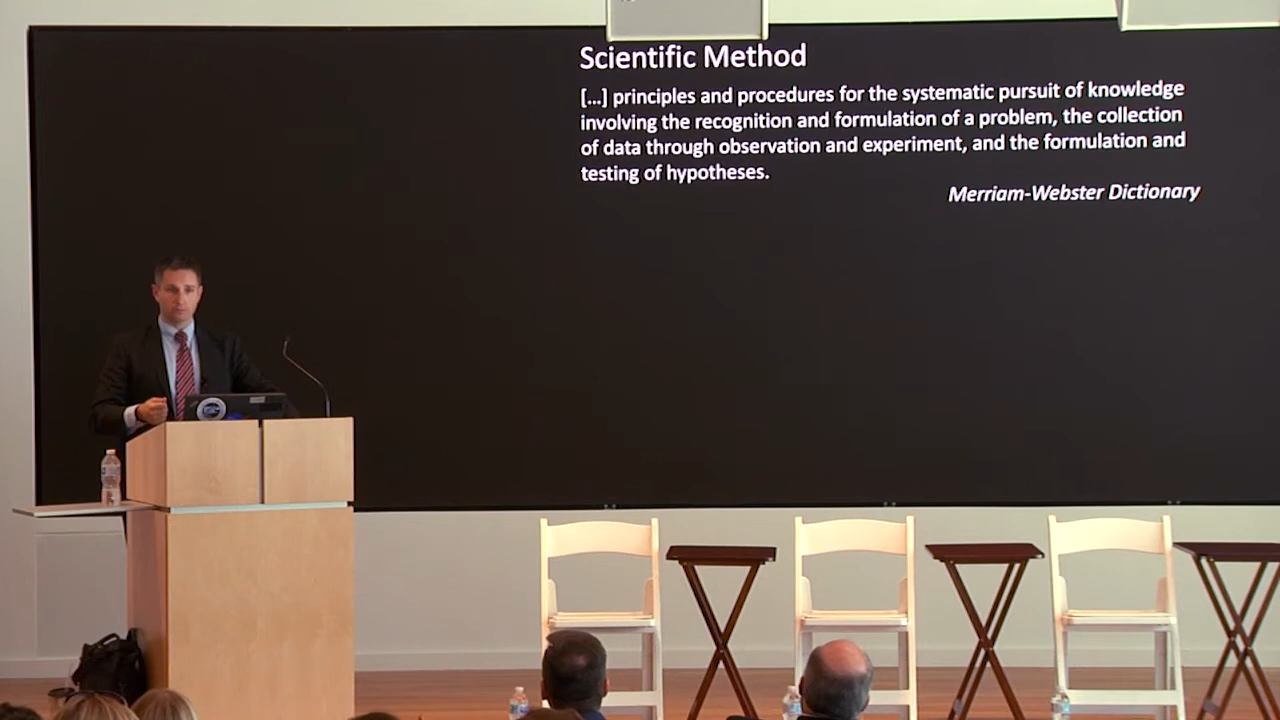 Scientific Method
[...] principles and procedures for the systematic pursuit of knowledge
involving the recognition and formulation of a problem, the collection
of data through observation and experiment, and the formulation and
testing of hypotheses.
Merriam-Webster Dictionary